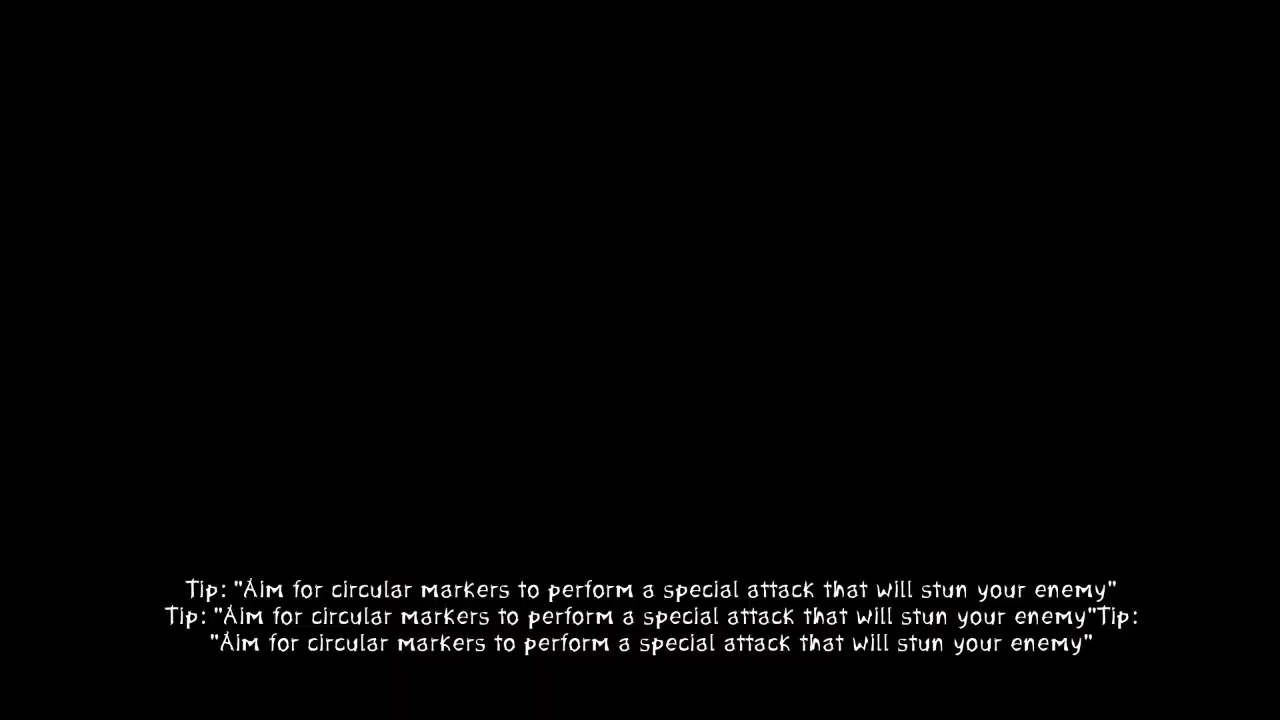 Tip: "Aim for circular markers to perform a special attack that will stun your enemy"
Tip: "Aim for circular markers to perform a special attack that will stun your enemy"Tip:
"Aim for circular markers to perform a special attack that will stun your enemy"